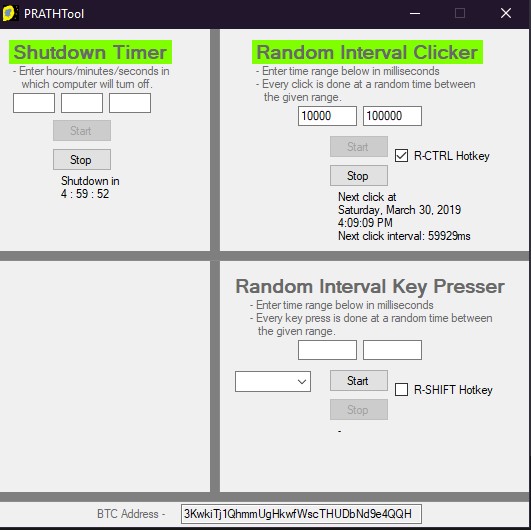 PRATHTool
Shutdown Timer
- Enter hours/minutes/seconds in
which computer will turn off.
Start
Stop
Shutdown in
4 : 59 : 52
Random Interval Clicker
- Enter time range below in milliseconds
- Every click is done at a random time between
the given range.
10000 100000
Start
R-CTRL Hotkey
Stop
Next click at
Saturday, March 30, 2019
4:09:09 PM
Next click interval: 59929ms
Random Interval Key Presser
- Enter time range below in milliseconds
- Every key press is done at a random time between
the given range.
Start
R-SHIFT Hotkey
Stop
-
BTC Address - 3KwkiTj1QhmmUgHkwfWscTHUDbNd9e4QQH